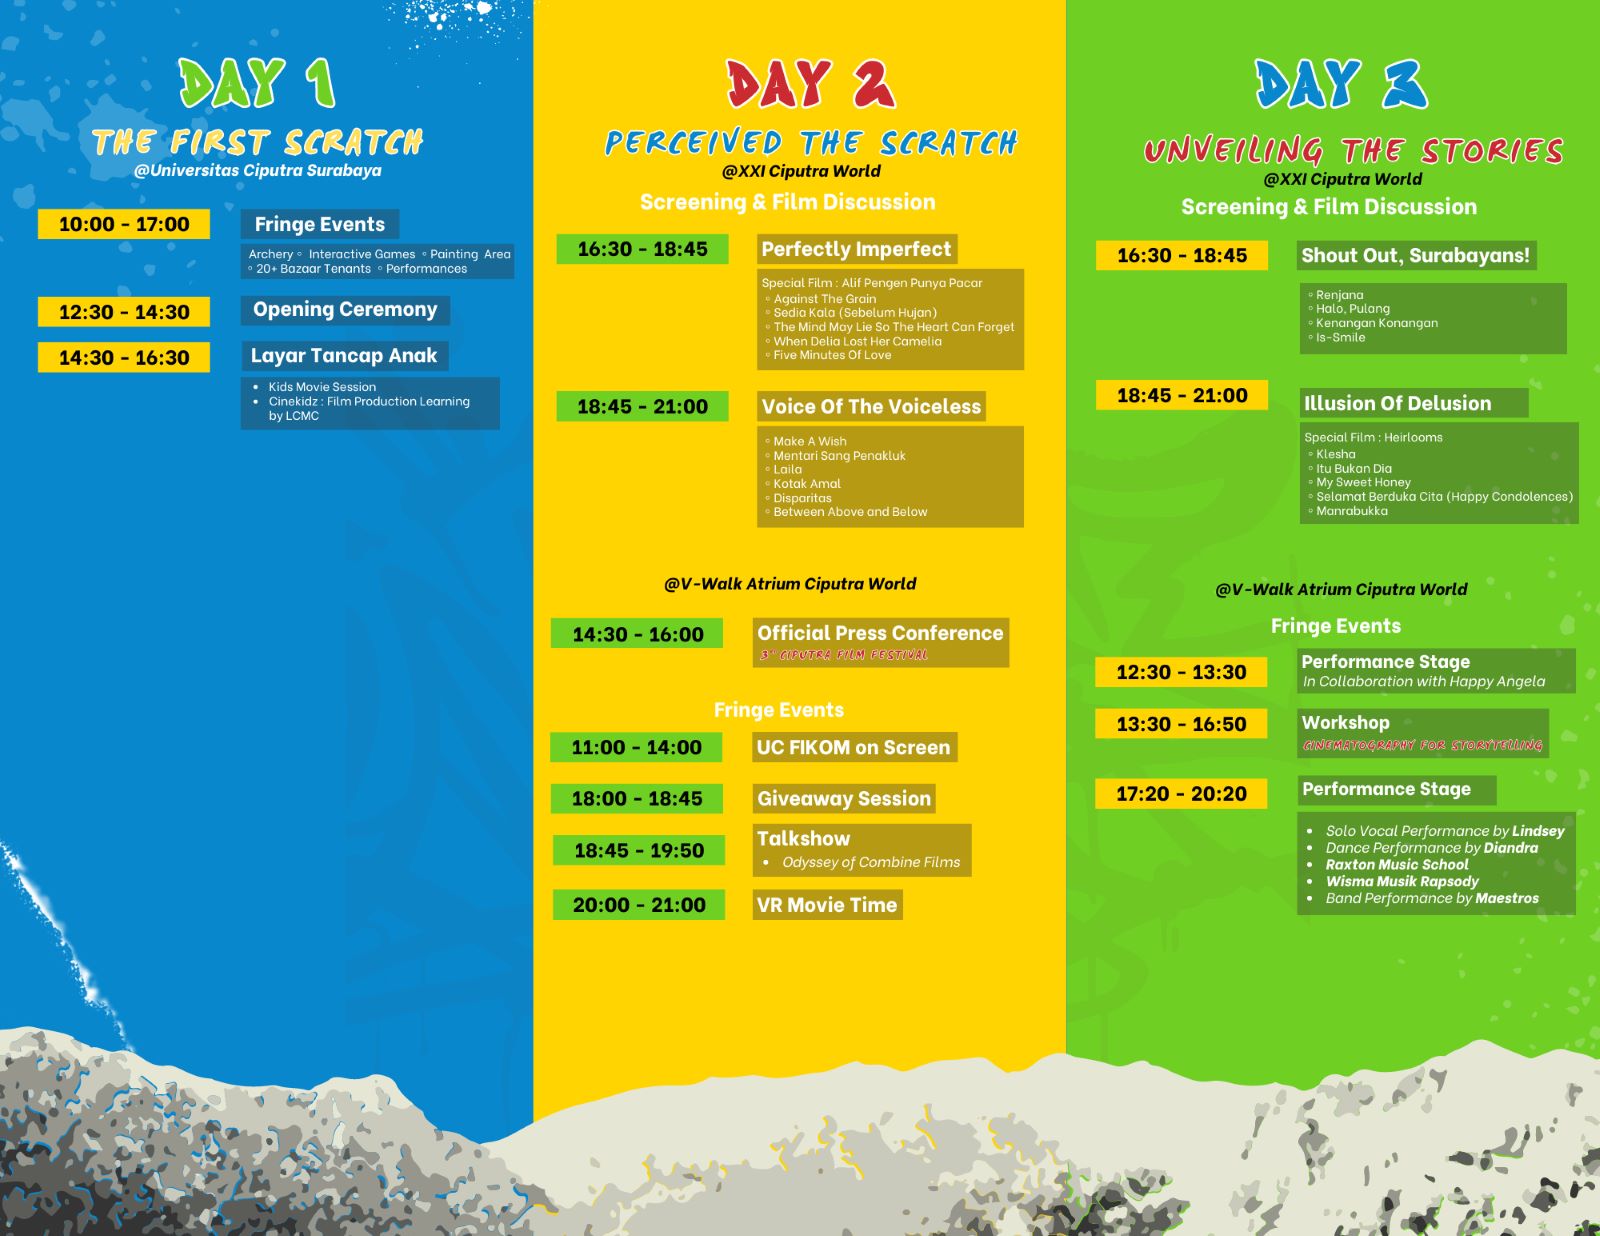 DAY 1
THE FIRST SCRATCH
@Universitas Ciputra Surabaya
10:00 - 17:00
Fringe Events
Archery ◦ Interactive Games ◦ Painting Area
◦ 20+ Bazaar Tenants ◦ Performances
12:30 - 14:30
Opening Ceremony
14:30 - 16:30
Layar Tancap Anak
• Kids Movie Session
• Cinekidz : Film Production Learning
by LCMC
DAY 2
PERCEIVED THE SCRATCH
@XXI Ciputra World
Screening & Film Discussion
16:30 - 18:45
Perfectly Imperfect
Special Film : Alif Pengen Punya Pacar
◦ Against The Grain
◦ Sedia Kala (Sebelum Hujan)
◦ The Mind May Lie So The Heart Can Forget
◦ When Delia Lost Her Camelia
◦ Five Minutes Of Love
18:45 - 21:00
Voice Of The Voiceless
◦ Make A Wish
◦ Mentari Sang Penakluk
◦ Laila
◦ Kotak Amal
◦ Disparitas
◦ Between Above and Below
@V-Walk Atrium Ciputra World
14:30 - 16:00
Official Press Conference
3rd CIPUTRA FILM FESTIVAL
Fringe Events
11:00 - 14:00
UC FIKOM on Screen
18:00 - 18:45
Giveaway Session
18:45 - 19:50
Talkshow
• Odyssey of Combine Films
20:00 - 21:00
VR Movie Time
DAY 3
UNVEILING THE STORIES
@XXI Ciputra World
Screening & Film Discussion
16:30 - 18:45
Shout Out, Surabayans!
◦ Renjana
◦ Halo, Pulang
◦ Kenangan Konangan
◦ Is-Smile
18:45 - 21:00
Illusion Of Delusion
Special Film : Heirlooms
◦ Klesha
◦ Itu Bukan Dia
◦ My Sweet Honey
◦ Selamat Berduka Cita (Happy Condolences)
◦ Manrabukka
@V-Walk Atrium Ciputra World
Fringe Events
12:30 - 13:30
Performance Stage
In Collaboration with Happy Angela
13:30 - 16:50
Workshop
CINEMATOGRAPHY FOR STORYTELLING
17:20 - 20:20
Performance Stage
• Solo Vocal Performance by Lindsey
• Dance Performance by Diandra
• Raxton Music School
• Wisma Musik Rapsody
• Band Performance by Maestros